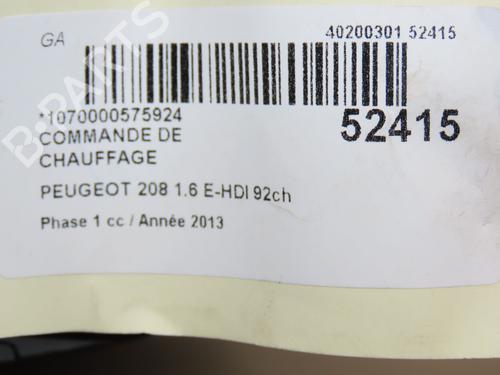 GA
40200301 52415
*1070000575924
52415
COMMANDE DE
CHAUFFAGE
PEUGEOT 208 1.6 E-HDI 92ch
Phase 1 cc / Année 2013
B-PARTS